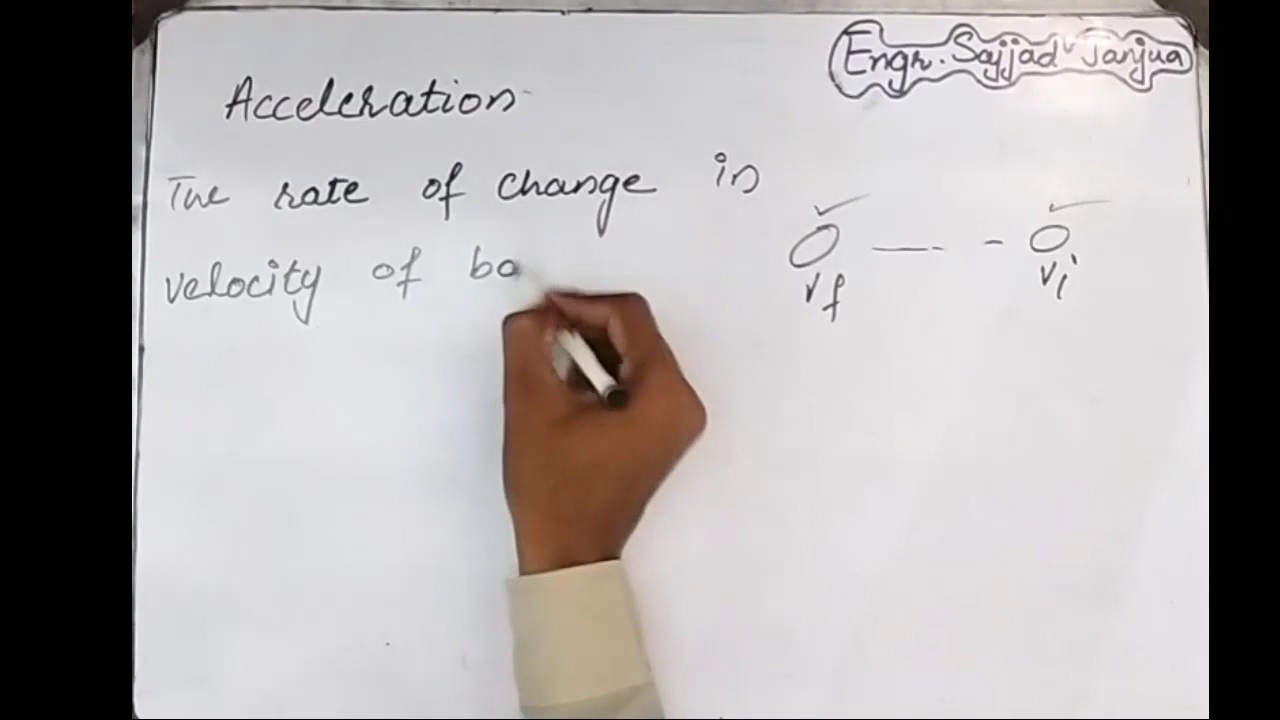 Engr. Sajjad Janjua
Acceleration
The rate of change in
velocity of bo
vf
vi